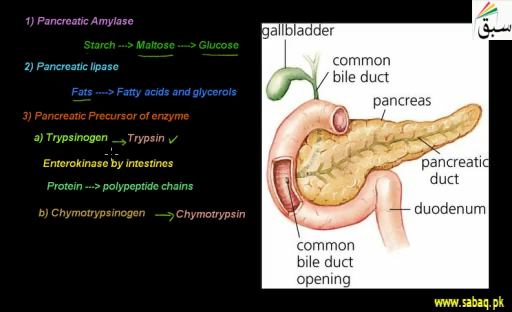 1) Pancreatic Amylase
Starch ---> Maltose ----> Glucose
2) Pancreatic lipase
Fats ----> Fatty acids and glycerols
3) Pancreatic Precursor of enzyme
a) Trypsinogen → Trypsin ✓
Enterokinase by intestines
Protein ---> polypeptide chains
b) Chymotrypsinogen → Chymotrypsin
gallbladder
common
bile duct
pancreas
pancreatic
duct
duodenum
common
bile duct
opening
سبق
www.sabaq.pk